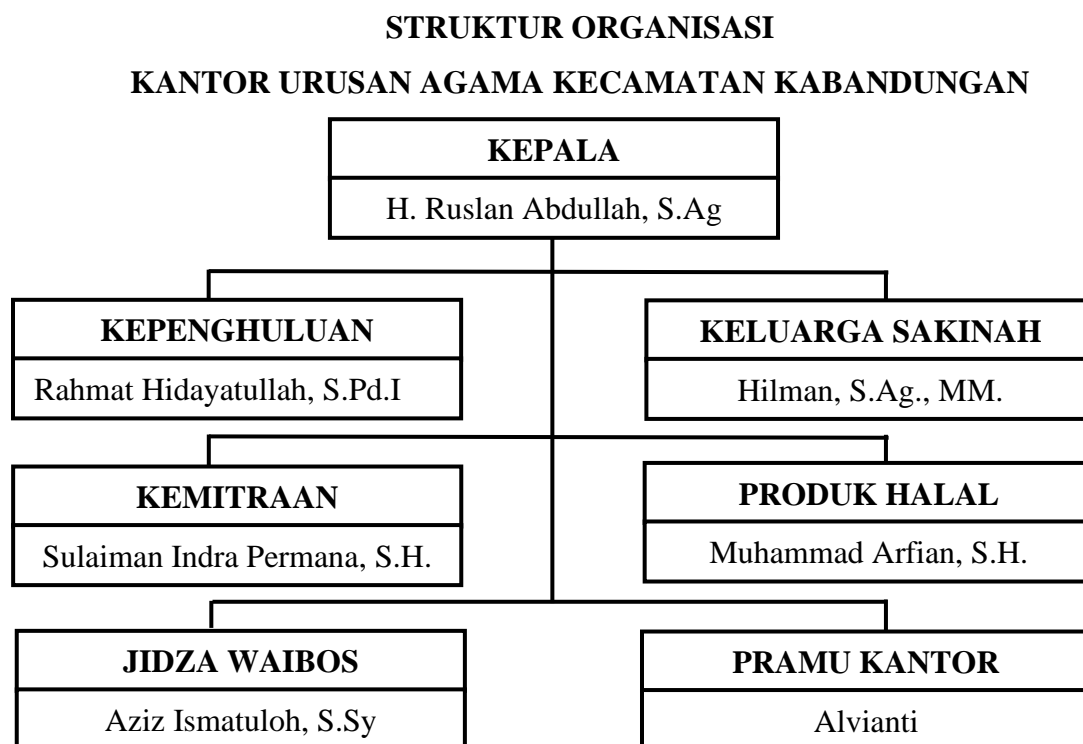 STRUKTUR ORGANISASI
KANTOR URUSAN AGAMA KECAMATAN KABANDUNGAN
KEPALA
H. Ruslan Abdullah, S.Ag
KEPENGHULUAN
Rahmat Hidayatullah, S.Pd.I
KELUARGA SAKINAH
Hilman, S.Ag., MM.
KEMITRAAN
Sulaiman Indra Permana, S.H.
PRODUK HALAL
Muhammad Arfian, S.H.
JIDZA WAIBOS
Aziz Ismatuloh, S.Sy
PRAMU KANTOR
Alvianti